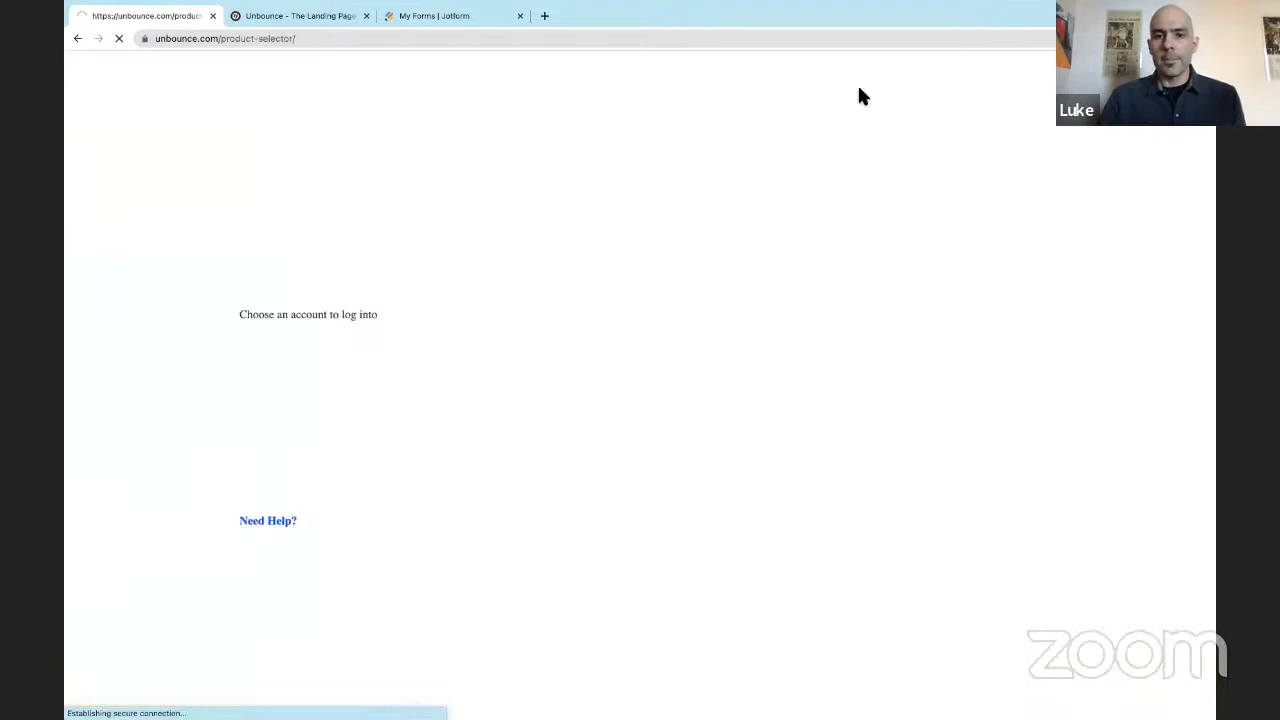 https://unbounce.com/produc
Unbounce - The Landing Page
My Forms | Jotform
unbounce.com/product-selector/
Luke
Choose an account to log into
Need Help?
zoom
Establishing secure connection...